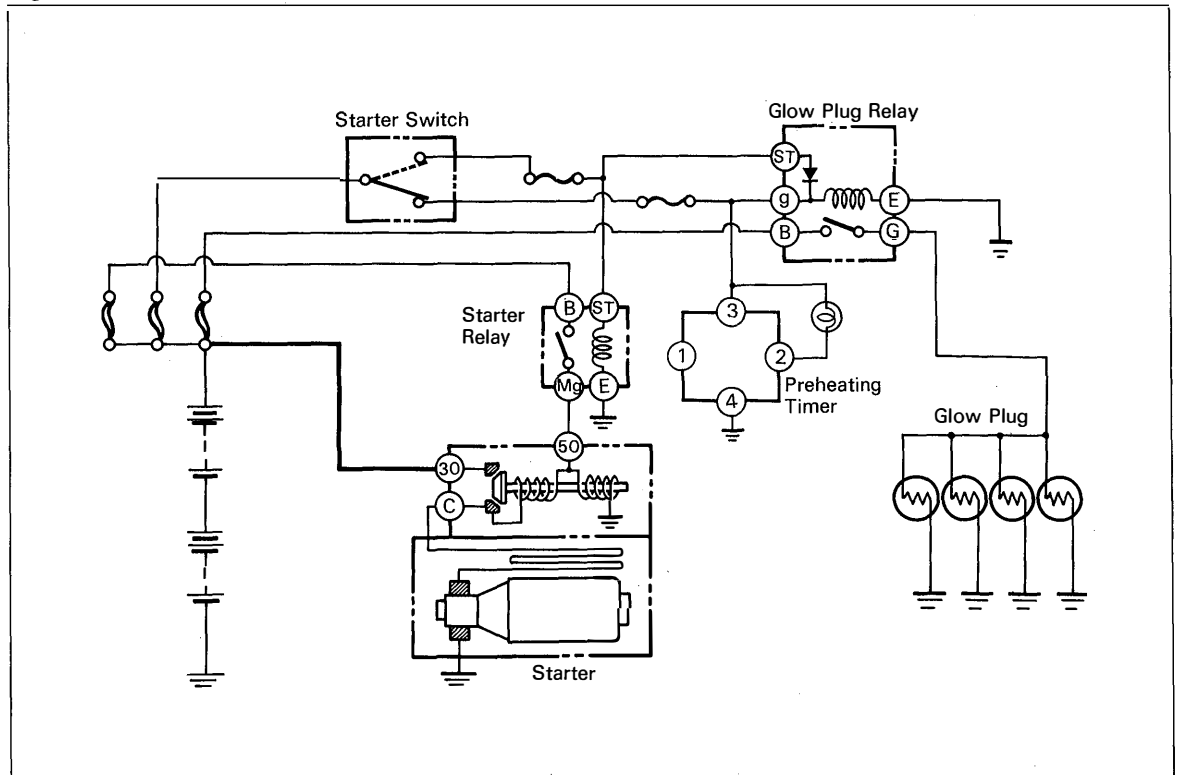 Starter Switch
Glow Plug Relay
ST
g
E
B
G
Starter
Relay
B
ST
Mg
E
3
1
2
4
Preheating
Timer
Glow Plug
50
30
C
Starter